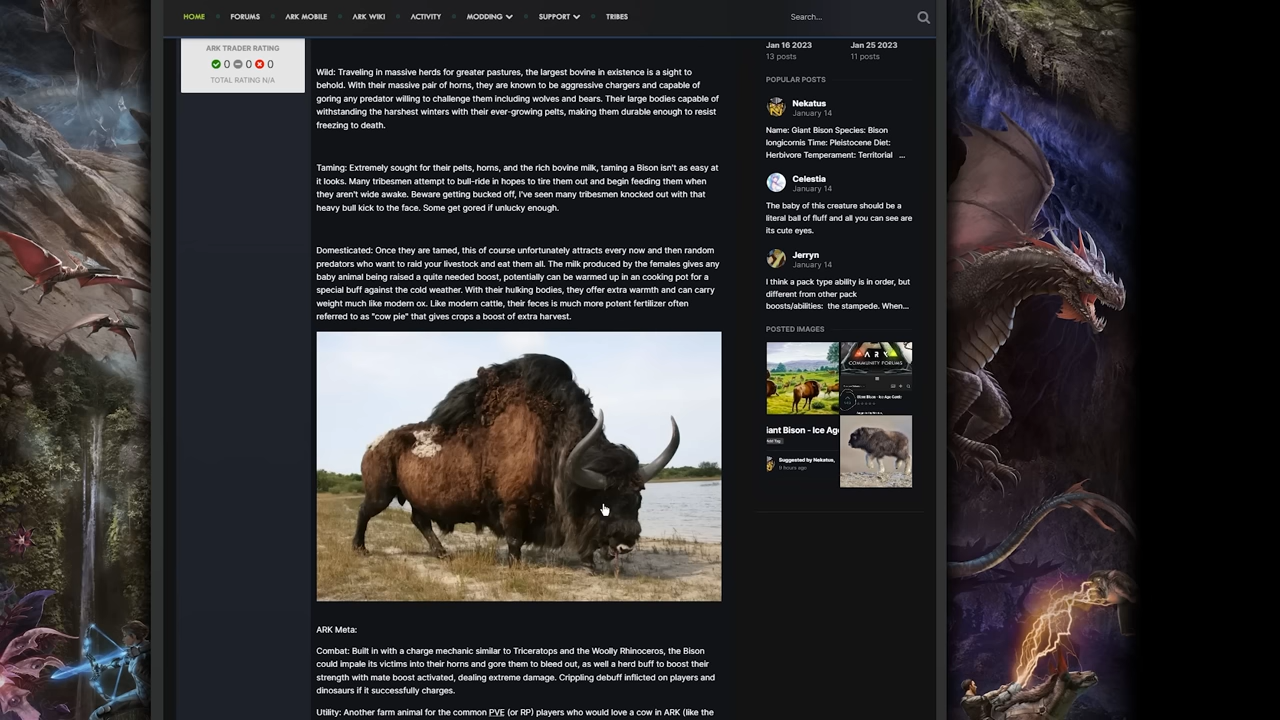 HOME FORUMS ARK MOBILE ARK WIKI ACTIVITY MODDING SUPPORT TRIBES Search...
ARK TRADER RATING
0 0 0
TOTAL RATING N/A
Wild: Traveling in massive herds for greater pastures, the largest bovine in existence is a sight to
behold. With their massive pair of horns, they are known to be aggressive chargers and capable of
goring any predator willing to challenge them including wolves and bears. Their large bodies capable of
withstanding the harshest winters with their ever-growing pelts, making them durable enough to resist
freezing to death.
Taming: Extremely sought for their pelts, horns, and the rich bovine milk, taming a Bison isn't as easy at
it looks. Many tribesmen attempt to bull-ride in hopes to tire them out and begin feeding them when
they aren't wide awake. Beware getting bucked off, I've seen many tribesmen knocked out with that
heavy bull kick to the face. Some get gored if unlucky enough.
Domesticated: Once they are tamed, this of course unfortunately attracts every now and then random
predators who want to raid your livestock and eat them all. The milk produced by the females gives any
baby animal being raised a quite needed boost, potentially can be warmed up in an cooking pot for a
special buff against the cold weather. With their hulking bodies, they offer extra warmth and can carry
weight much like modern ox. Like modern cattle, their feces is much more potent fertilizer often
referred to as "cow pie" that gives crops a boost of extra harvest.
ARK Meta:
Combat: Built in with a charge mechanic similar to Triceratops and the Woolly Rhinoceros, the Bison
could impale its victims into their horns and gore them to bleed out, as well a herd buff to boost their
strength with mate boost activated, dealing extreme damage. Crippling debuff inflicted on players and
dinosaurs if it successfully charges.
Utility: Another farm animal for the common PVE (or RP) players who would love a cow in ARK (like the
Jan 16 2023 Jan 25 2023
13 posts 11 posts
POPULAR POSTS
Nekatus
January 14
Name: Giant Bison Species: Bison
longicornis Time: Pleistocene Diet:
Herbivore Temperament: Territorial ...
Celestia
January 14
The baby of this creature should be a
literal ball of fluff and all you can see are
its cute eyes.
Jerryn
January 14
I think a pack type ability is in order, but
different from other pack
boosts/abilities: the stampede. When...
POSTED IMAGES
ARK
COMMUNITY FORUMS
iant Bison - Ice Ag
Suggested by Nekatus,
9 hours ago